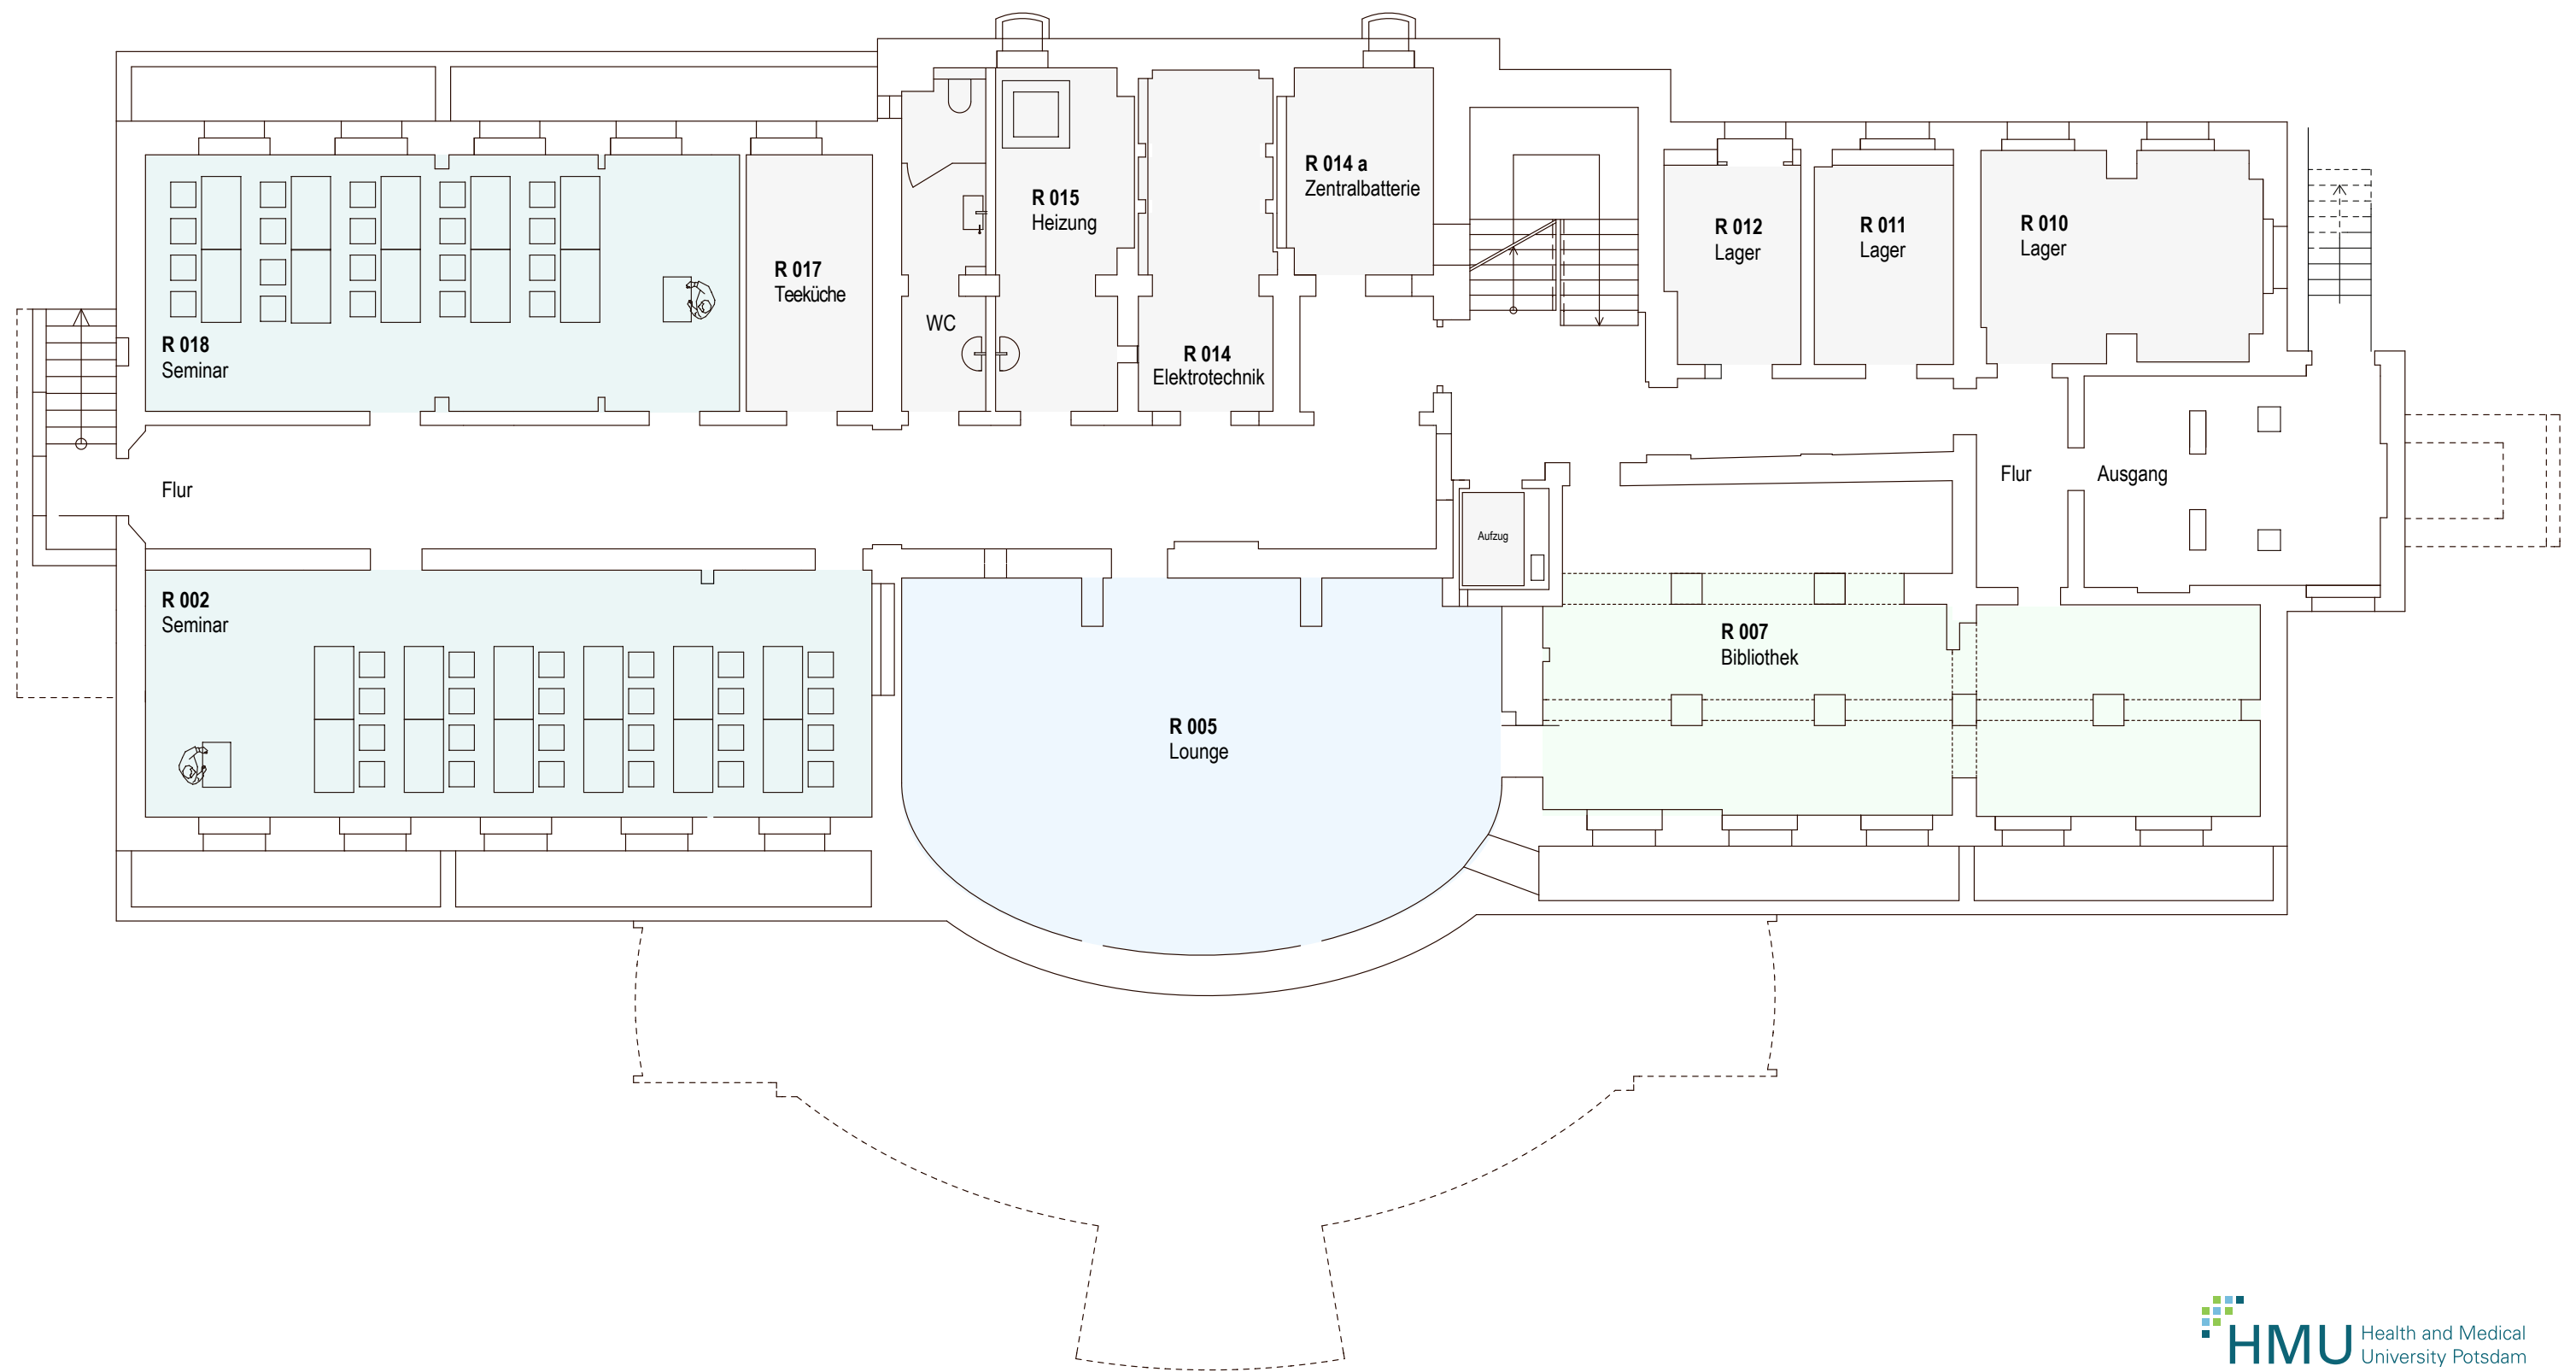 R 014 a
Zentralbatterie
R 015
Heizung
R 012
Lager
R 011
Lager
R 010
Lager
R 017
Teeküche
WC
R 018
Seminar
R 014
Elektrotechnik
Flur
Flur
Ausgang
Aufzug
R 002
Seminar
R 007
Bibliothek
R 005
Lounge
HMU
Health and Medical
University Potsdam